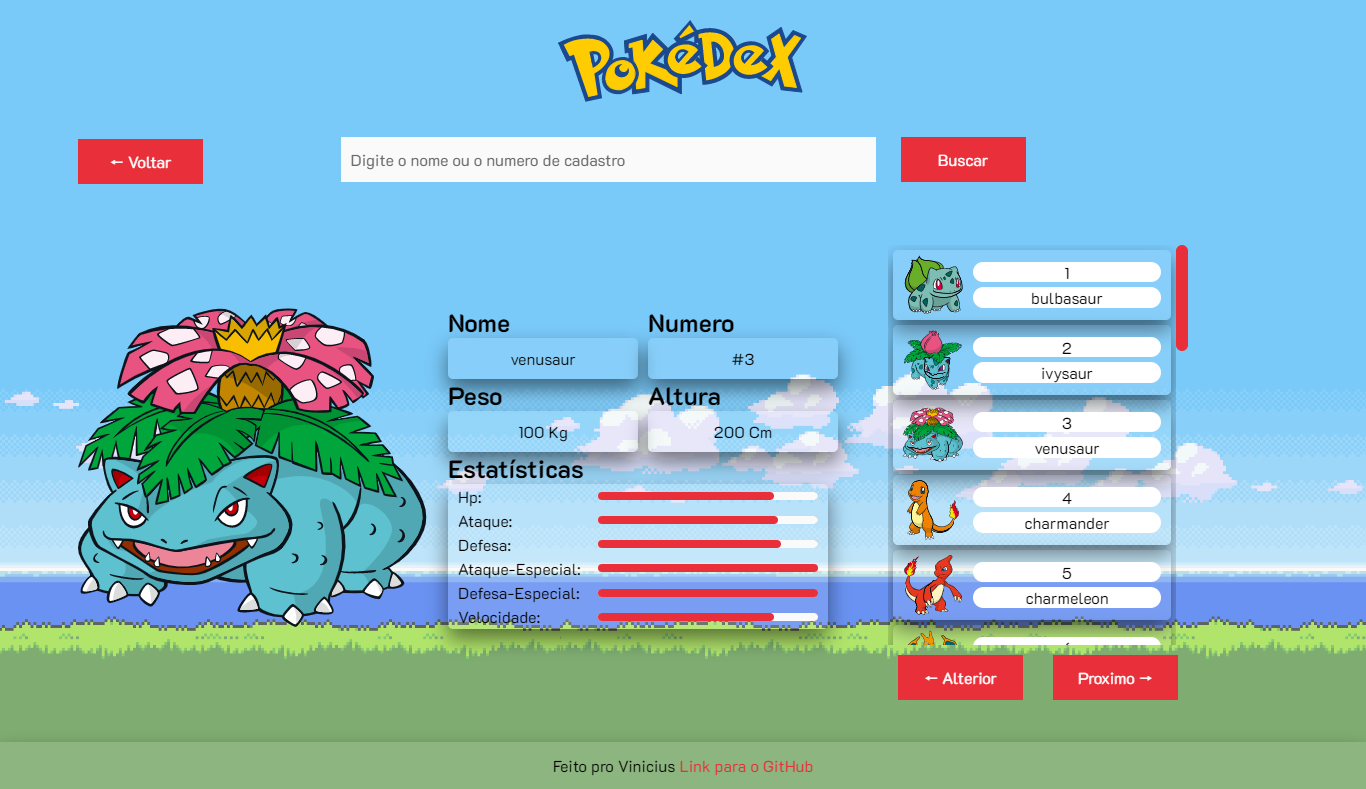 PoKéDeX
← Voltar
Digite o nome ou o numero de cadastro
Buscar
Nome
Numero
venusaur
#3
Peso
Altura
100 Kg
200 Cm
Estatísticas
Hp:
Ataque:
Defesa:
Ataque-Especial:
Defesa-Especial:
Velocidade:
1
bulbasaur
2
ivysaur
3
venusaur
4
charmander
5
charmeleon
← Alterior
Proximo →
Feito pro Vinicius Link para o GitHub